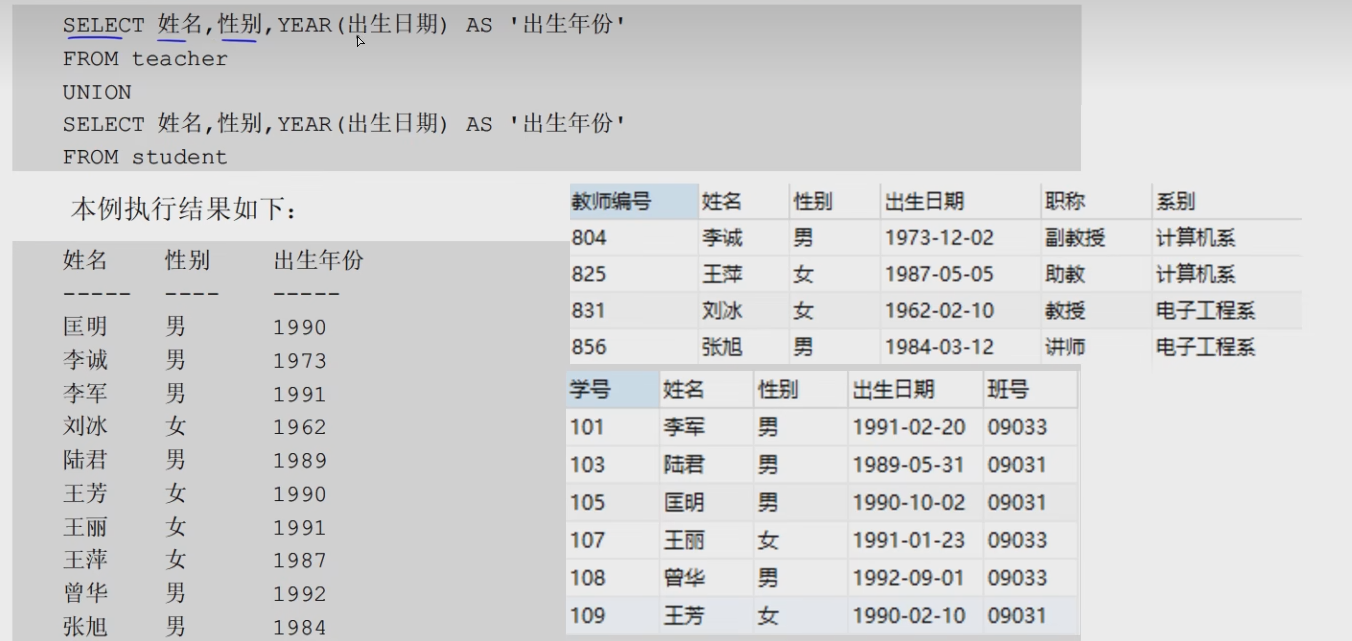 SELECT 姓名,性别,YEAR(出生日期) AS '出生年份'
FROM teacher
UNION
SELECT 姓名,性别,YEAR(出生日期) AS '出生年份'
FROM student
本例执行结果如下：
姓名 性别 出生年份
----- ---- -----
匡明 男 1990
李诚 男 1973
李军 男 1991
刘冰 女 1962
陆君 男 1989
王芳 女 1990
王丽 女 1991
王萍 女 1987
曾华 男 1992
张旭 男 1984
教师编号 姓名 性别 出生日期 职称 系别
804 李诚 男 1973-12-02 副教授 计算机系
825 王萍 女 1987-05-05 助教 计算机系
831 刘冰 女 1962-02-10 教授 电子工程系
856 张旭 男 1984-03-12 讲师 电子工程系
学号 姓名 性别 出生日期 班号
101 李军 男 1991-02-20 09033
103 陆君 男 1989-05-31 09031
105 匡明 男 1990-10-02 09031
107 王丽 女 1991-01-23 09033
108 曾华 男 1992-09-01 09033
109 王芳 女 1990-02-10 09031